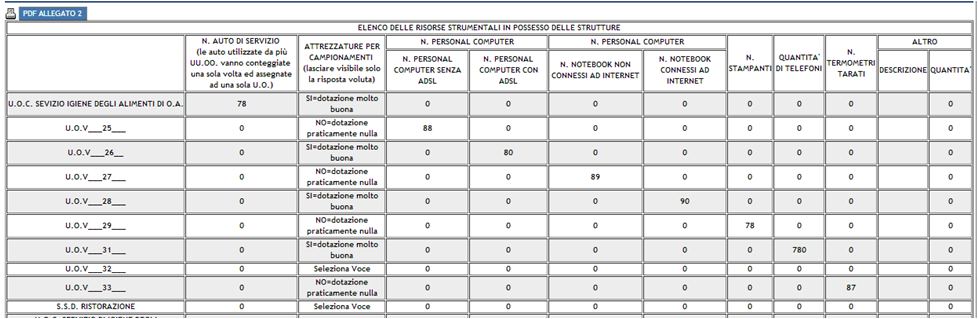 PDF ALLEGATO 2
ELENCO DELLE RISORSE STRUMENTALI IN POSSESSO DELLE STRUTTURE
N. AUTO DI SERVIZIO
(le auto utilizzate da più
UU.OO. vanno conteggiate
una sola volta ed assegnate
ad una sola U.O.)
ATTREZZATURE PER
CAMPIONAMENTI
(lasciare visibile solo
la risposta voluta)
N. PERSONAL COMPUTER
N. PERSONAL
COMPUTER SENZA
ADSL
N. PERSONAL
COMPUTER CON
ADSL
N. PERSONAL COMPUTER
N. NOTEBOOK NON
CONNESSI AD INTERNET
N. NOTEBOOK
CONNESSI AD
INTERNET
N.
STAMPANTI
QUANTITA'
DI TELEFONI
N.
TERMOMETRI
TARATI
ALTRO
DESCRIZIONE QUANTITA'
U.O.C. SEVIZIO IGIENE DEGLI ALIMENTI DI O.A. 78 SI=dotazione molto buona 0 0 0 0 0 0 0 0 0
U.O.V___25___ 0 NO=dotazione praticamente nulla 88 0 0 0 0 0 0 0 0
U.O.V___26__ 0 SI=dotazione molto buona 0 80 0 0 0 0 0 0 0
U.O.V___27___ 0 NO=dotazione praticamente nulla 0 0 89 0 0 0 0 0 0
U.O.V___28___ 0 SI=dotazione molto buona 0 0 0 90 0 0 0 0 0
U.O.V___29___ 0 NO=dotazione praticamente nulla 0 0 0 0 78 0 0 0 0
U.O.V___31___ 0 SI=dotazione molto buona 0 0 0 0 0 780 0 0 0
U.O.V___32___ 0 Seleziona Voce 0 0 0 0 0 0 0 0 0
U.O.V___33___ 0 NO=dotazione praticamente nulla 0 0 0 0 0 0 87 0 0
S.S.D. RISTORAZIONE 0 Seleziona Voce 0 0 0 0 0 0 0 0 0